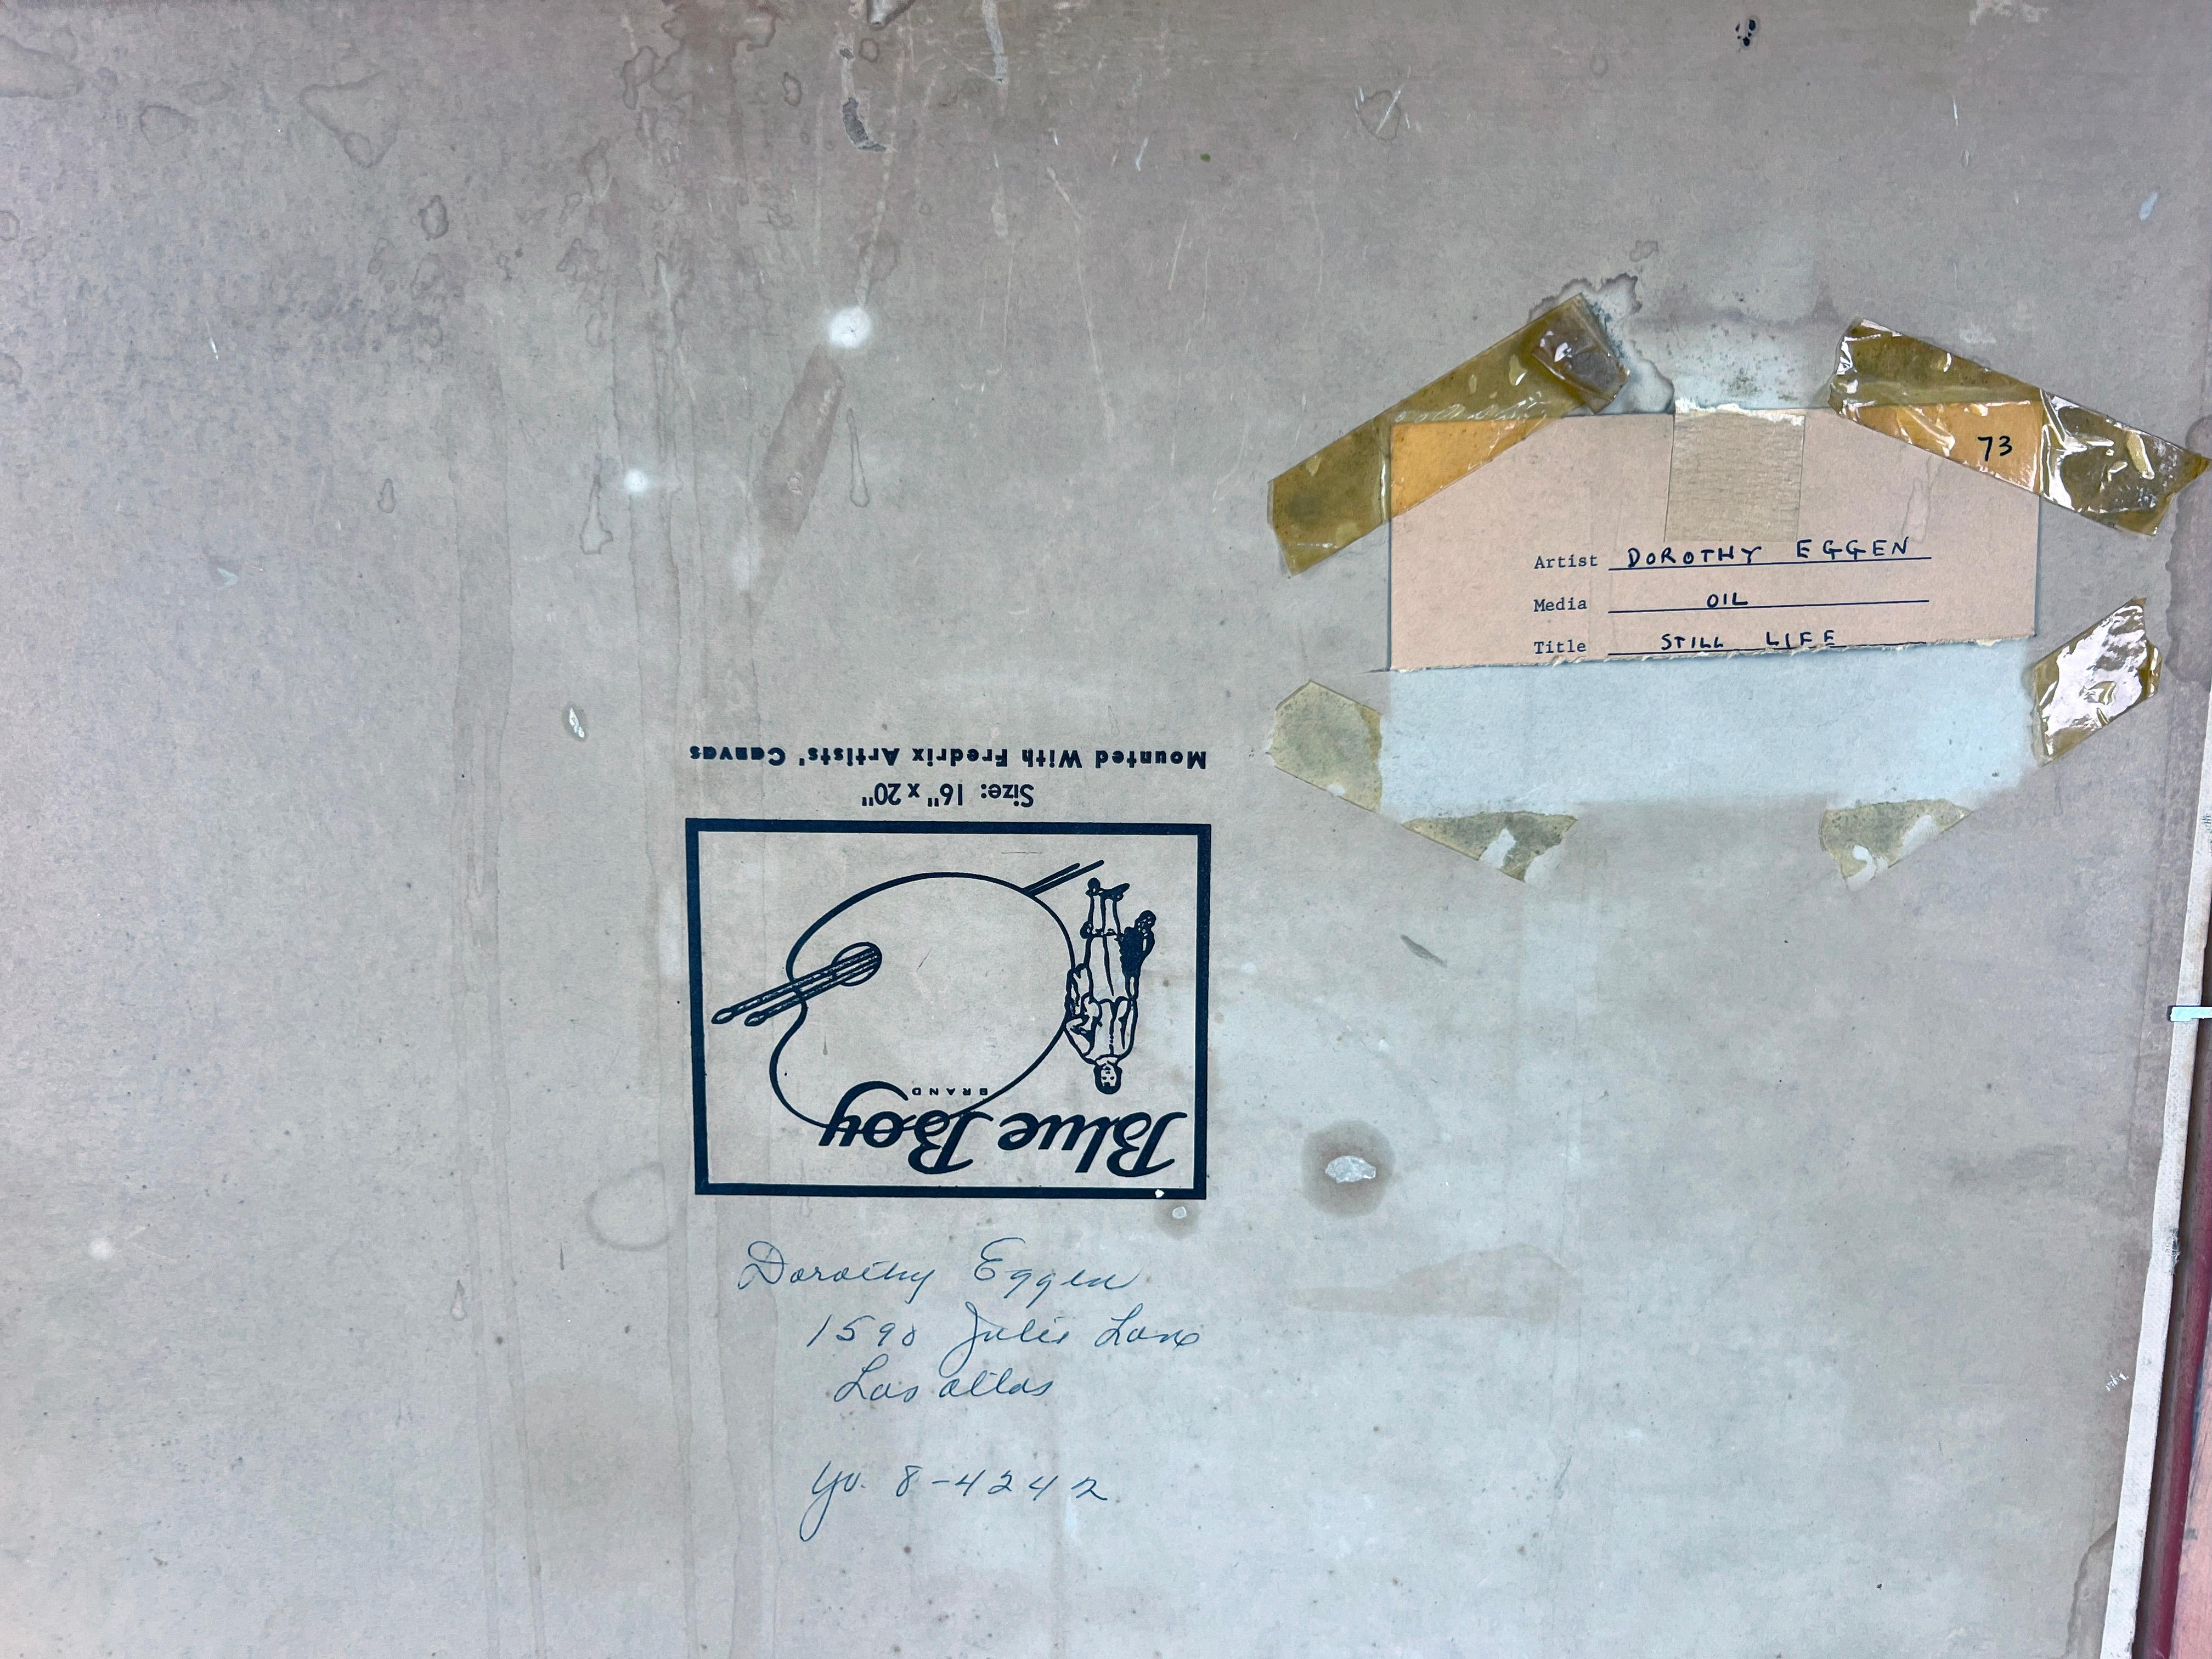 73
Artist DOROTHY EGGEN
Media OIL
Title STILL LIFE
Mounted With Fredrix Artists' Canvas
Size: 16" x 20"
BRAND
Blue Boy
Dorothy Eggen
1590 Julie Lane
Los Altos
Yo. 8-4242